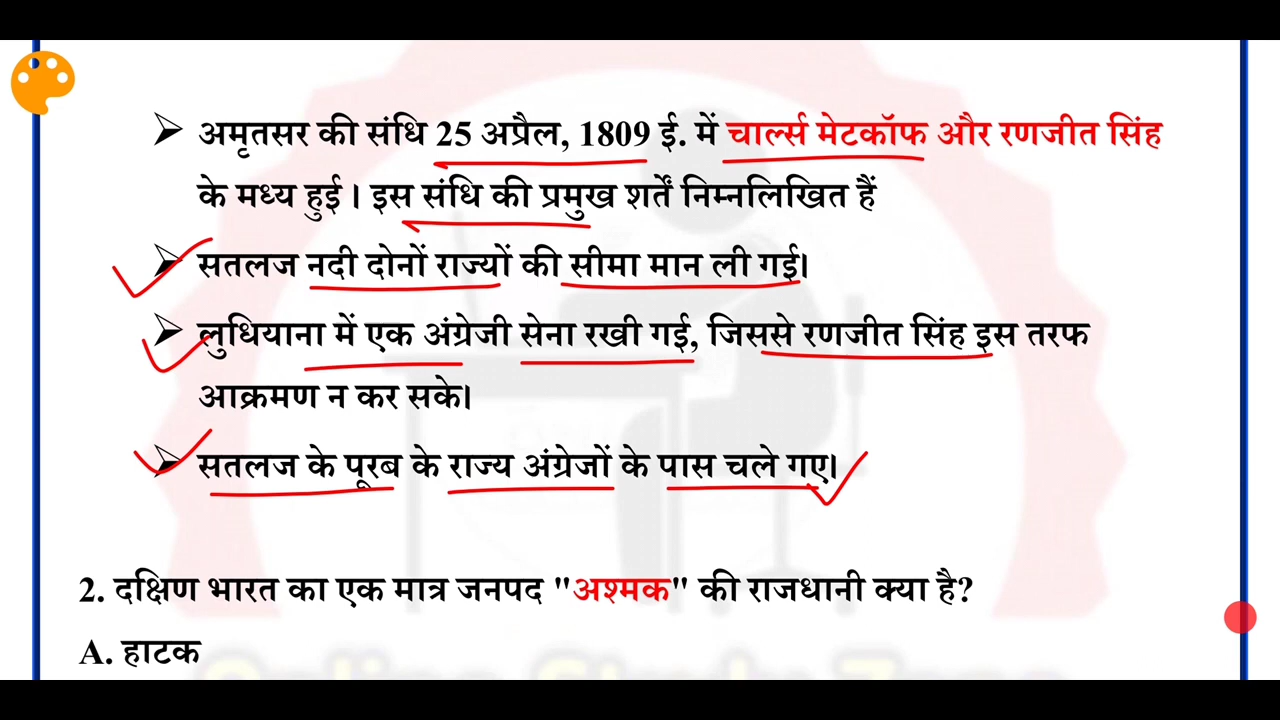 ➢ अमृतसर की संधि 25 अप्रैल, 1809 ई. में चार्ल्स मेटकॉफ और रणजीत सिंह
के मध्य हुई। इस संधि की प्रमुख शर्तें निम्नलिखित हैं
➢ सतलज नदी दोनों राज्यों की सीमा मान ली गई।
➢ लुधियाना में एक अंग्रेजी सेना रखी गई, जिससे रणजीत सिंह इस तरफ
आक्रमण न कर सके।
➢ सतलज के पूरब के राज्य अंग्रेजों के पास चले गए।
2. दक्षिण भारत का एक मात्र जनपद "अश्मक" की राजधानी क्या है?
A. हाटक